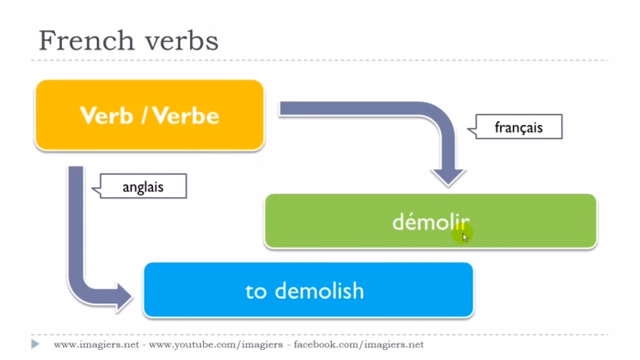 French verbs
Verb / Verbe
français
anglais
démolir
to demolish
www.imagiers.net - www.youtube.com/imagiers - facebook.com/imagiers.net